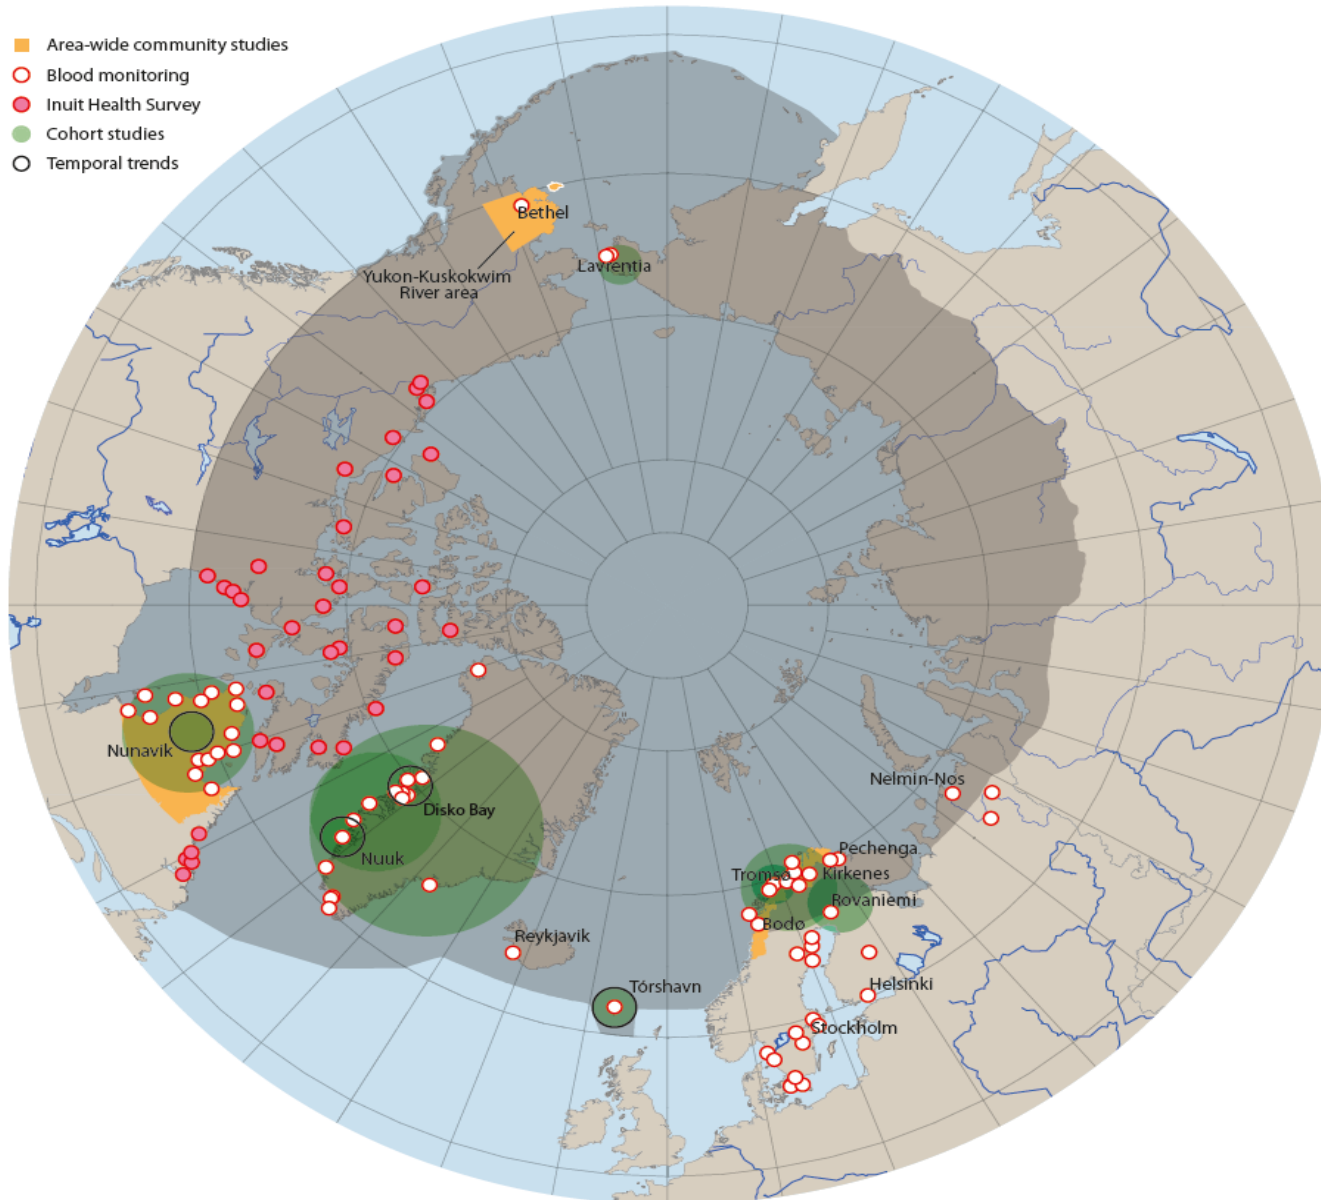 Area-wide community studies
Blood monitoring
Inuit Health Survey
Cohort studies
Temporal trends
Bethel
Lavrentia
Yukon-Kuskokwim
River area
Nunavik
Disko Bay
Nuuk
Nelmin-Nos
Pechenga
Tromsø
Kirkenes
Rovaniemi
Bodø
Reykjavik
Tórshavn
Helsinki
Stockholm